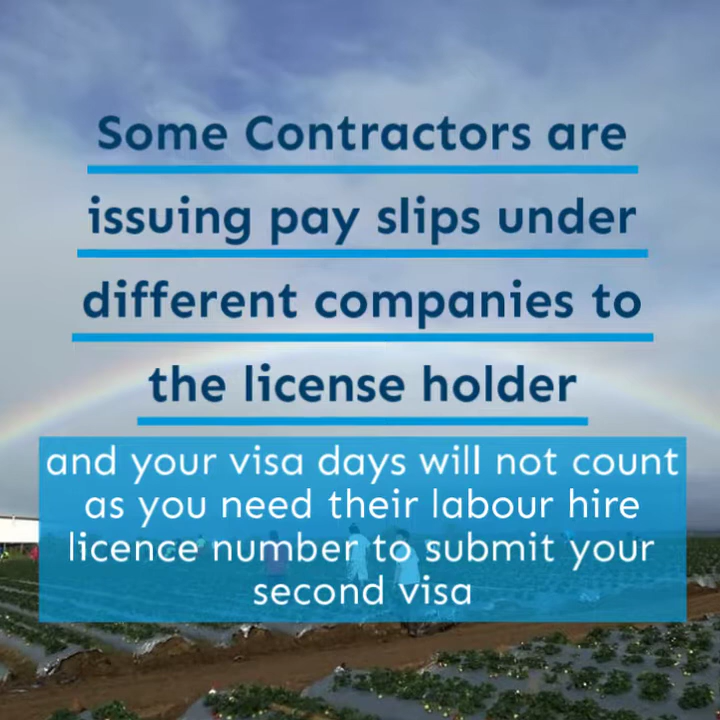 Some Contractors are
issuing pay slips under
different companies to
the license holder
and your visa days will not count
as you need their labour hire
licence number to submit your
second visa